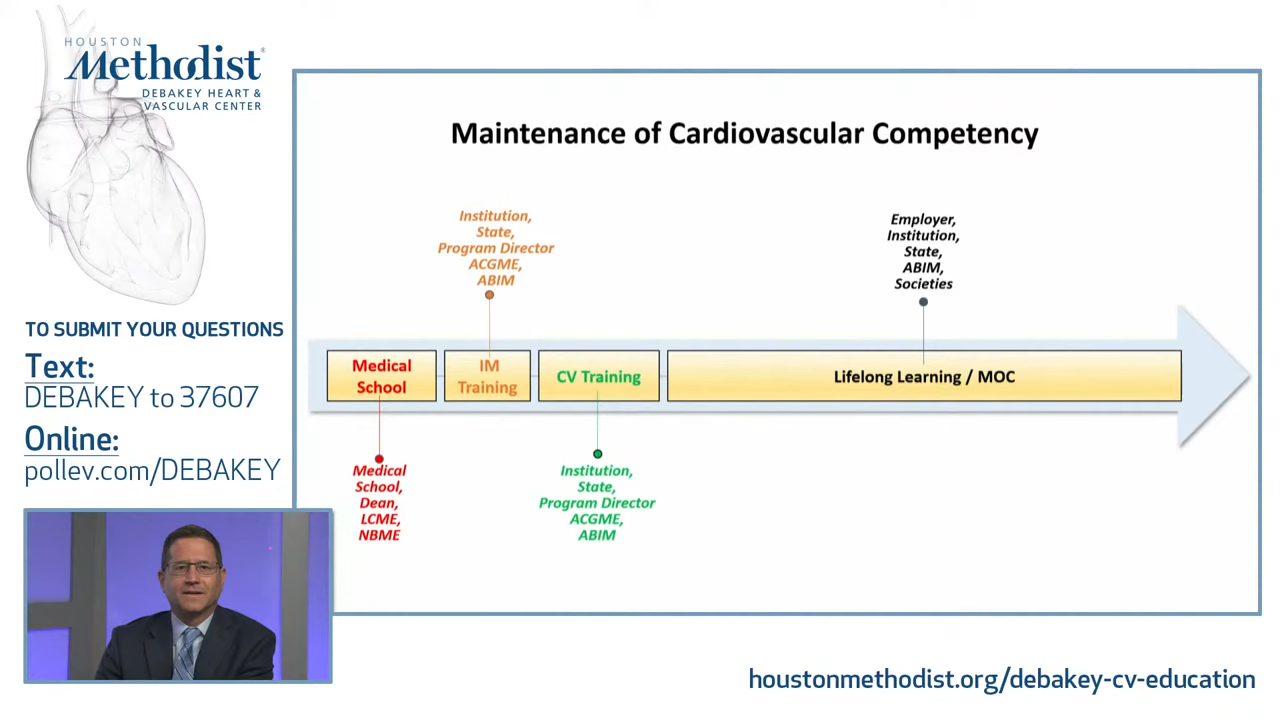 HOUSTON
Methodist®
DEBAKEY HEART &
VASCULAR CENTER
TO SUBMIT YOUR QUESTIONS
Text:
DEBAKEY to 37607
Online:
pollev.com/DEBAKEY
Maintenance of Cardiovascular Competency
Institution,
State,
Program Director
ACGME,
ABIM
Employer,
Institution,
State,
ABIM,
Societies
Medical
School
IM
Training
CV Training
Lifelong Learning / MOC
Medical
School,
Dean,
LCME,
NBME
Institution,
State,
Program Director
ACGME,
ABIM
houstonmethodist.org/debakey-cv-education